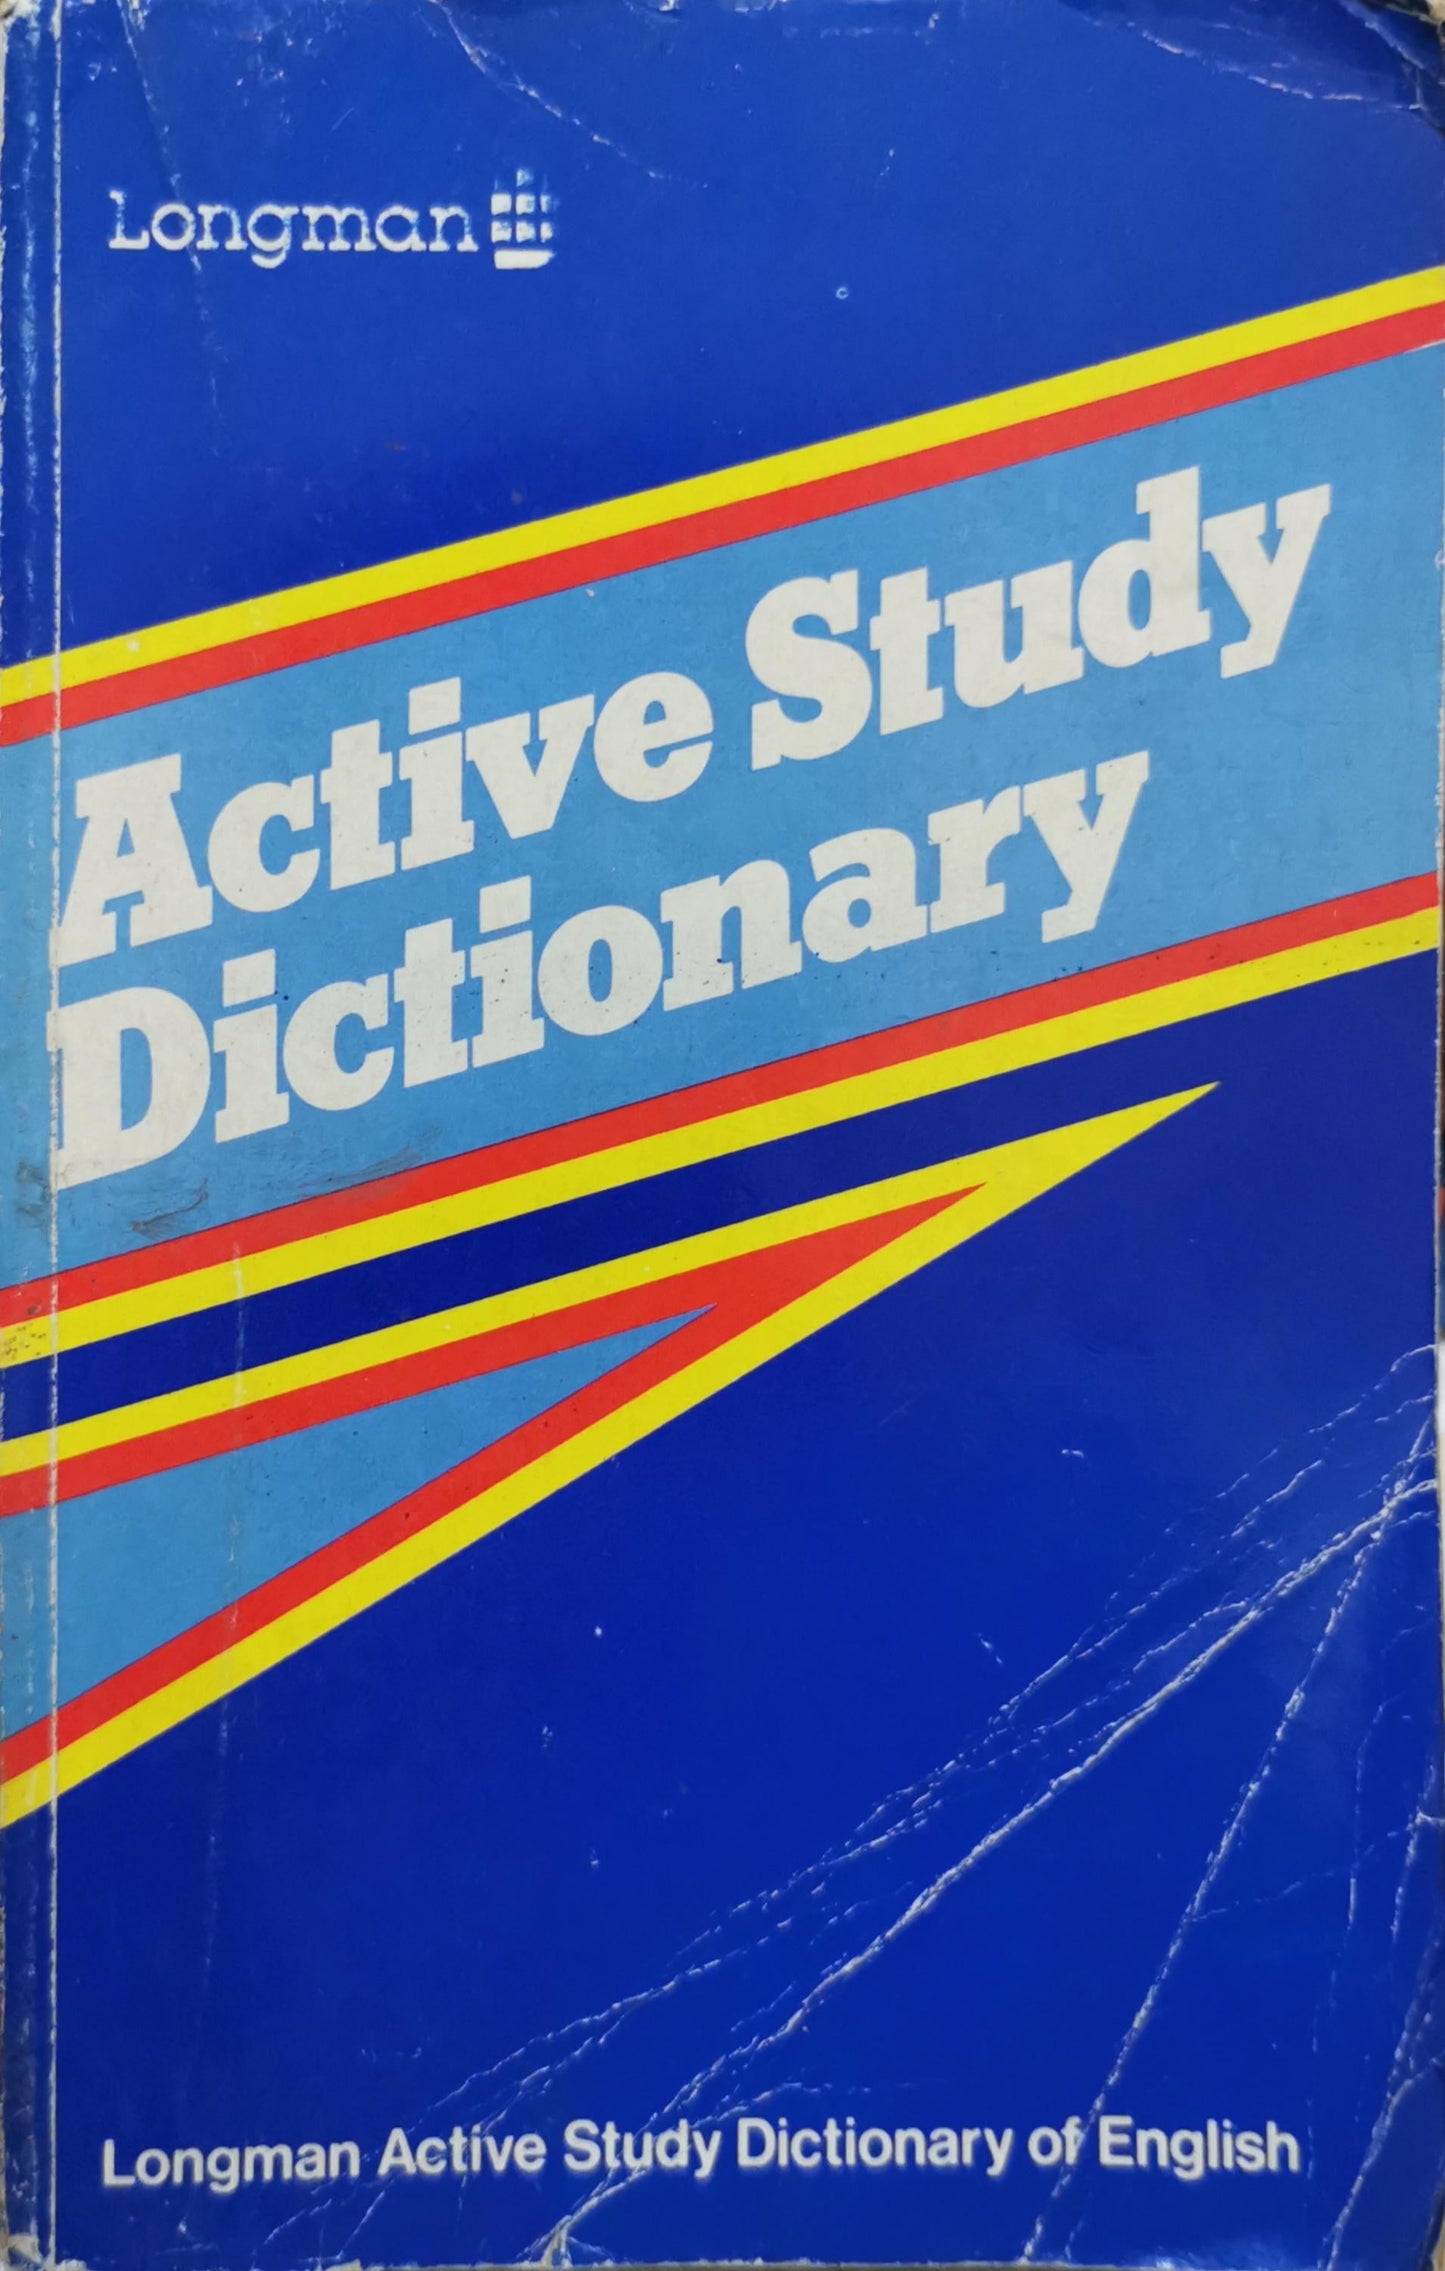 Longman
Active Study
Dictionary
Longman Active Study Dictionary of English